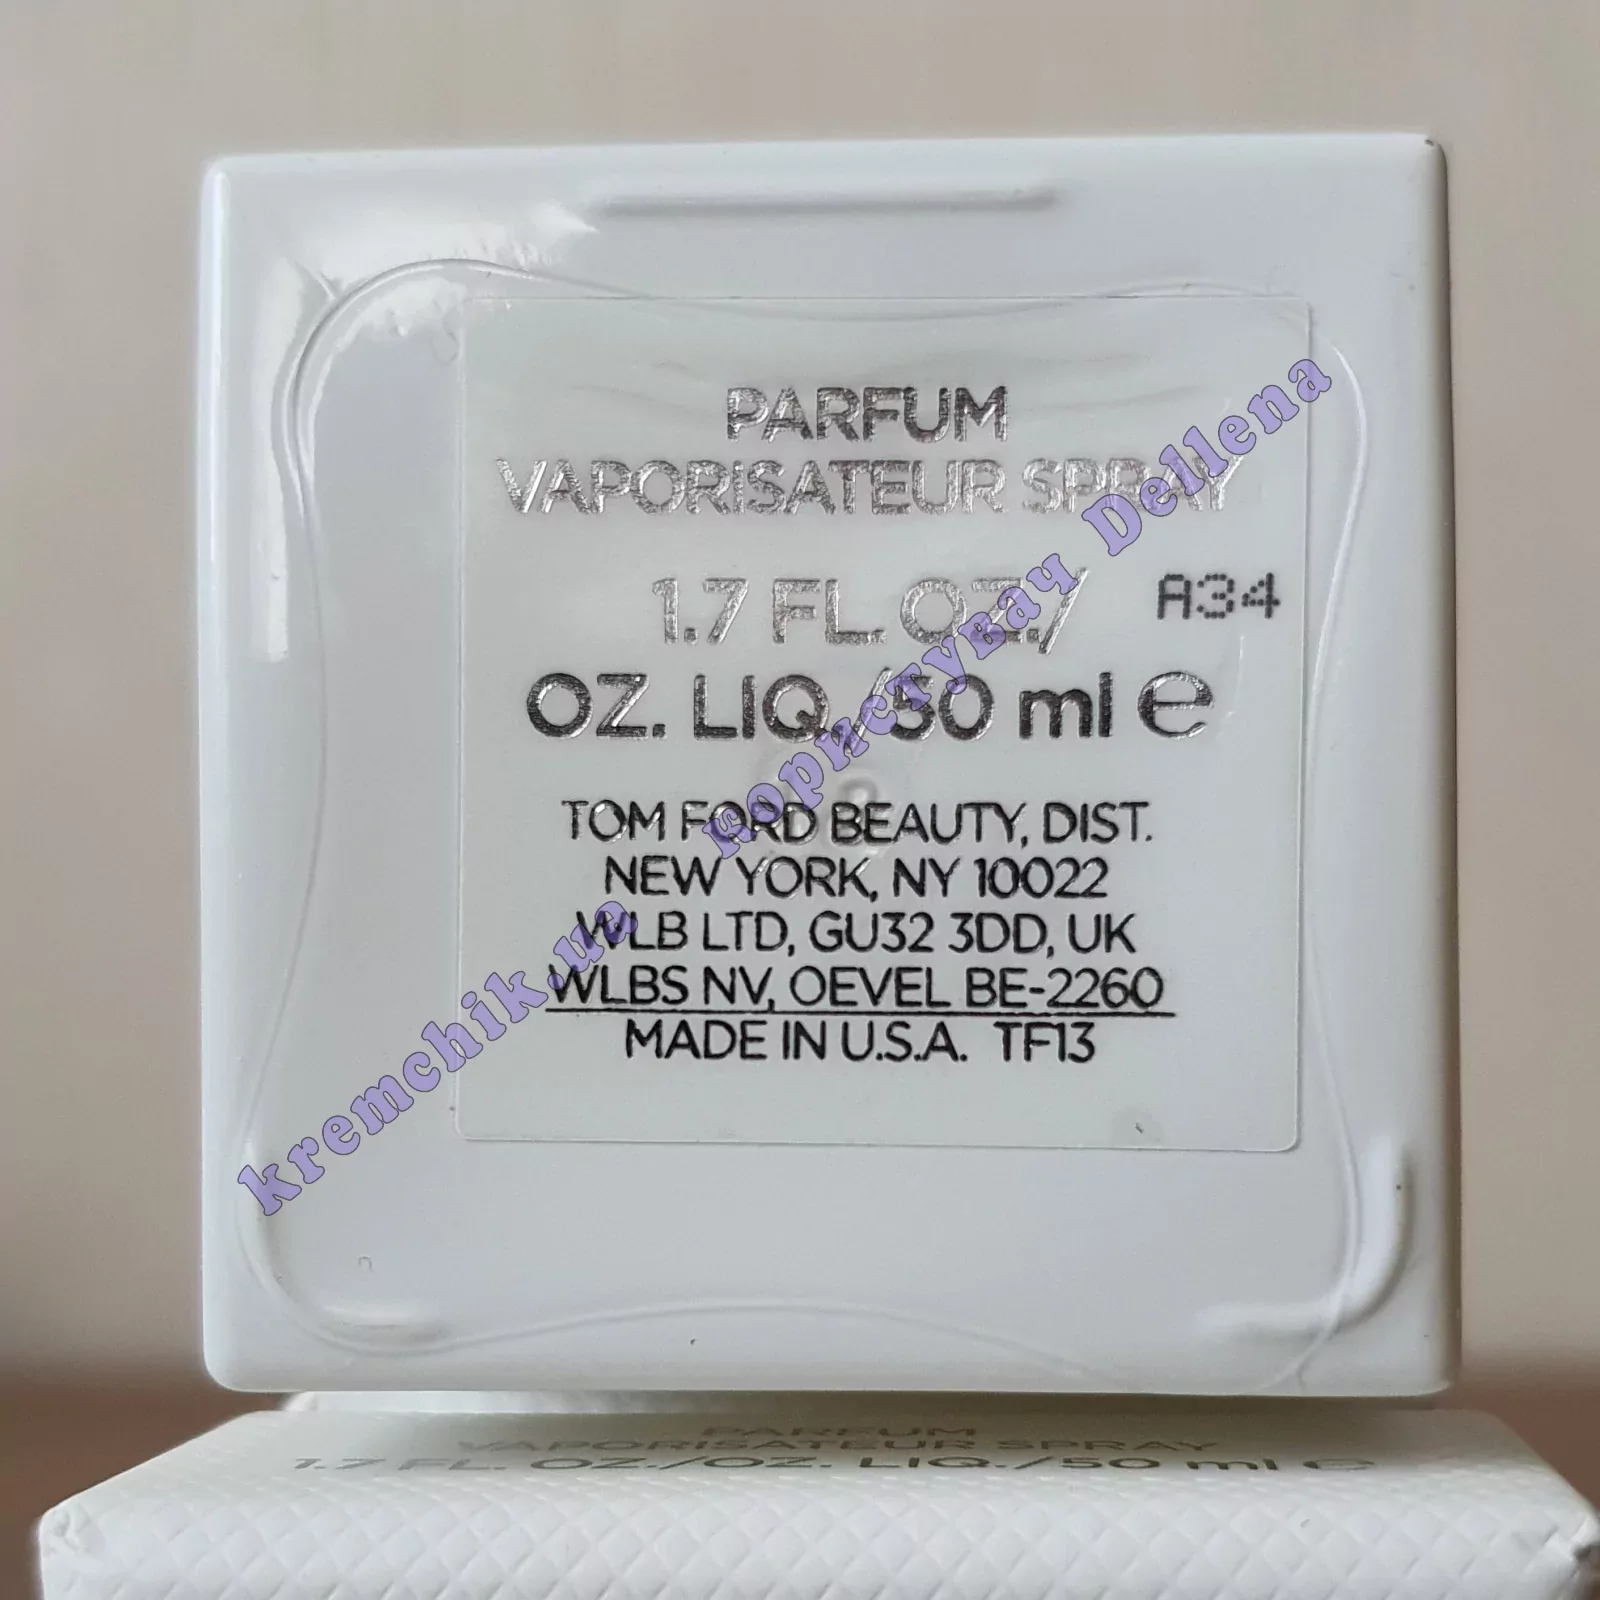 PARFUM
VAPORISATEUR SPRAY
1.7 FL. OZ./
A34
OZ. LIQ./50 ml e
TOM FORD BEAUTY, DIST.
NEW YORK, NY 10022
WLB LTD, GU32 3DD, UK
WLBS NV, OEVEL BE-2260
MADE IN U.S.A. TF13
kremchik.ua користувач Dellena
PARFUM
VAPORISATEUR SPRAY
1.7 FL. OZ./OZ. LIQ./50 ml e